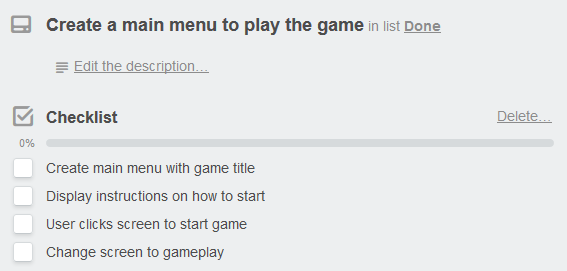 Create a main menu to play the game in list Done
Edit the description...
Checklist
Delete...
0%
Create main menu with game title
Display instructions on how to start
User clicks screen to start game
Change screen to gameplay